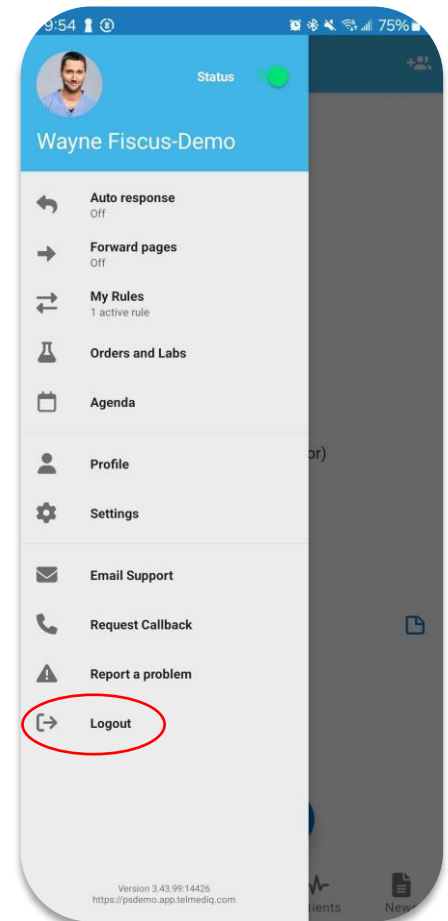 9:54 75%
Status
Wayne Fiscus-Demo
Auto response
Off
Forward pages
Off
My Rules
1 active rule
Orders and Labs
Agenda
or)
Profile
Settings
Email Support
Request Callback
Report a problem
Logout
Version 3.43.99:14426
https://psdemo.app.telmediq.com
tients
New